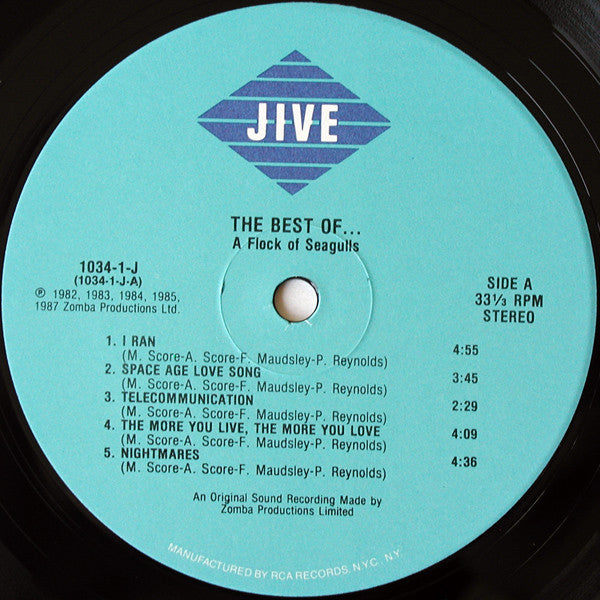 JIVE
THE BEST OF...
A Flock of Seagulls
1034-1-J
(1034-1-J-A)
℗ 1982, 1983, 1984, 1985,
1987 Zomba Productions Ltd.
SIDE A
33⅓ RPM
STEREO
1. I RAN 4:55
(M. Score-A. Score-F. Maudsley-P. Reynolds)
2. SPACE AGE LOVE SONG 3:45
(M. Score-A. Score-F. Maudsley-P. Reynolds)
3. TELECOMMUNICATION 2:29
(M. Score-A. Score-F. Maudsley-P. Reynolds)
4. THE MORE YOU LIVE, THE MORE YOU LOVE 4:09
(M. Score-A. Score-F. Maudsley-P. Reynolds)
5. NIGHTMARES 4:36
(M. Score-A. Score-F. Maudsley-P. Reynolds)
An Original Sound Recording Made by
Zomba Productions Limited
MANUFACTURED BY RCA RECORDS, N.Y.C., N.Y.